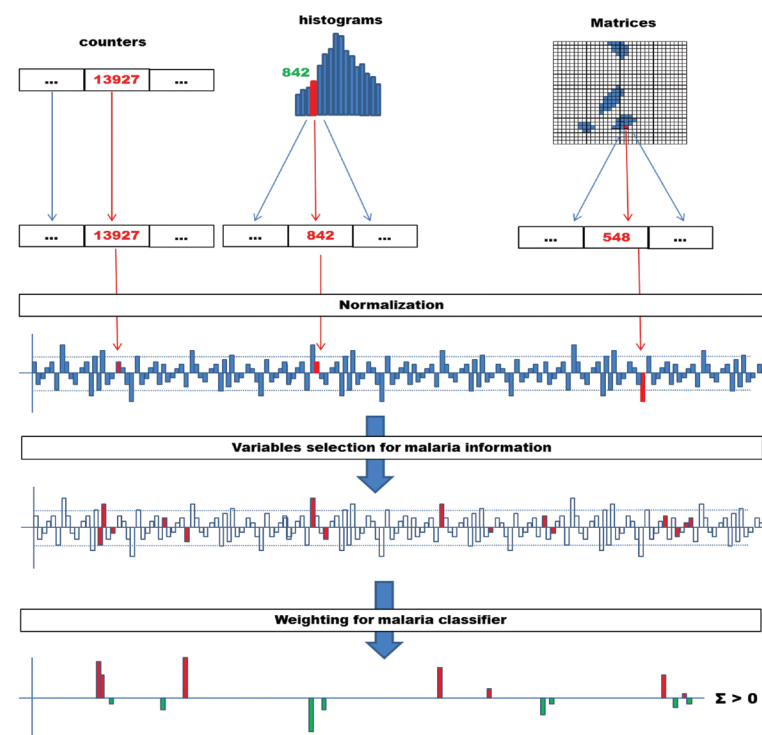 histograms
Matrices
counters
842
... 13927 ...
... 13927 ...
... 842 ...
... 548 ...
Normalization
Variables selection for malaria information
Weighting for malaria classifier
Σ > 0